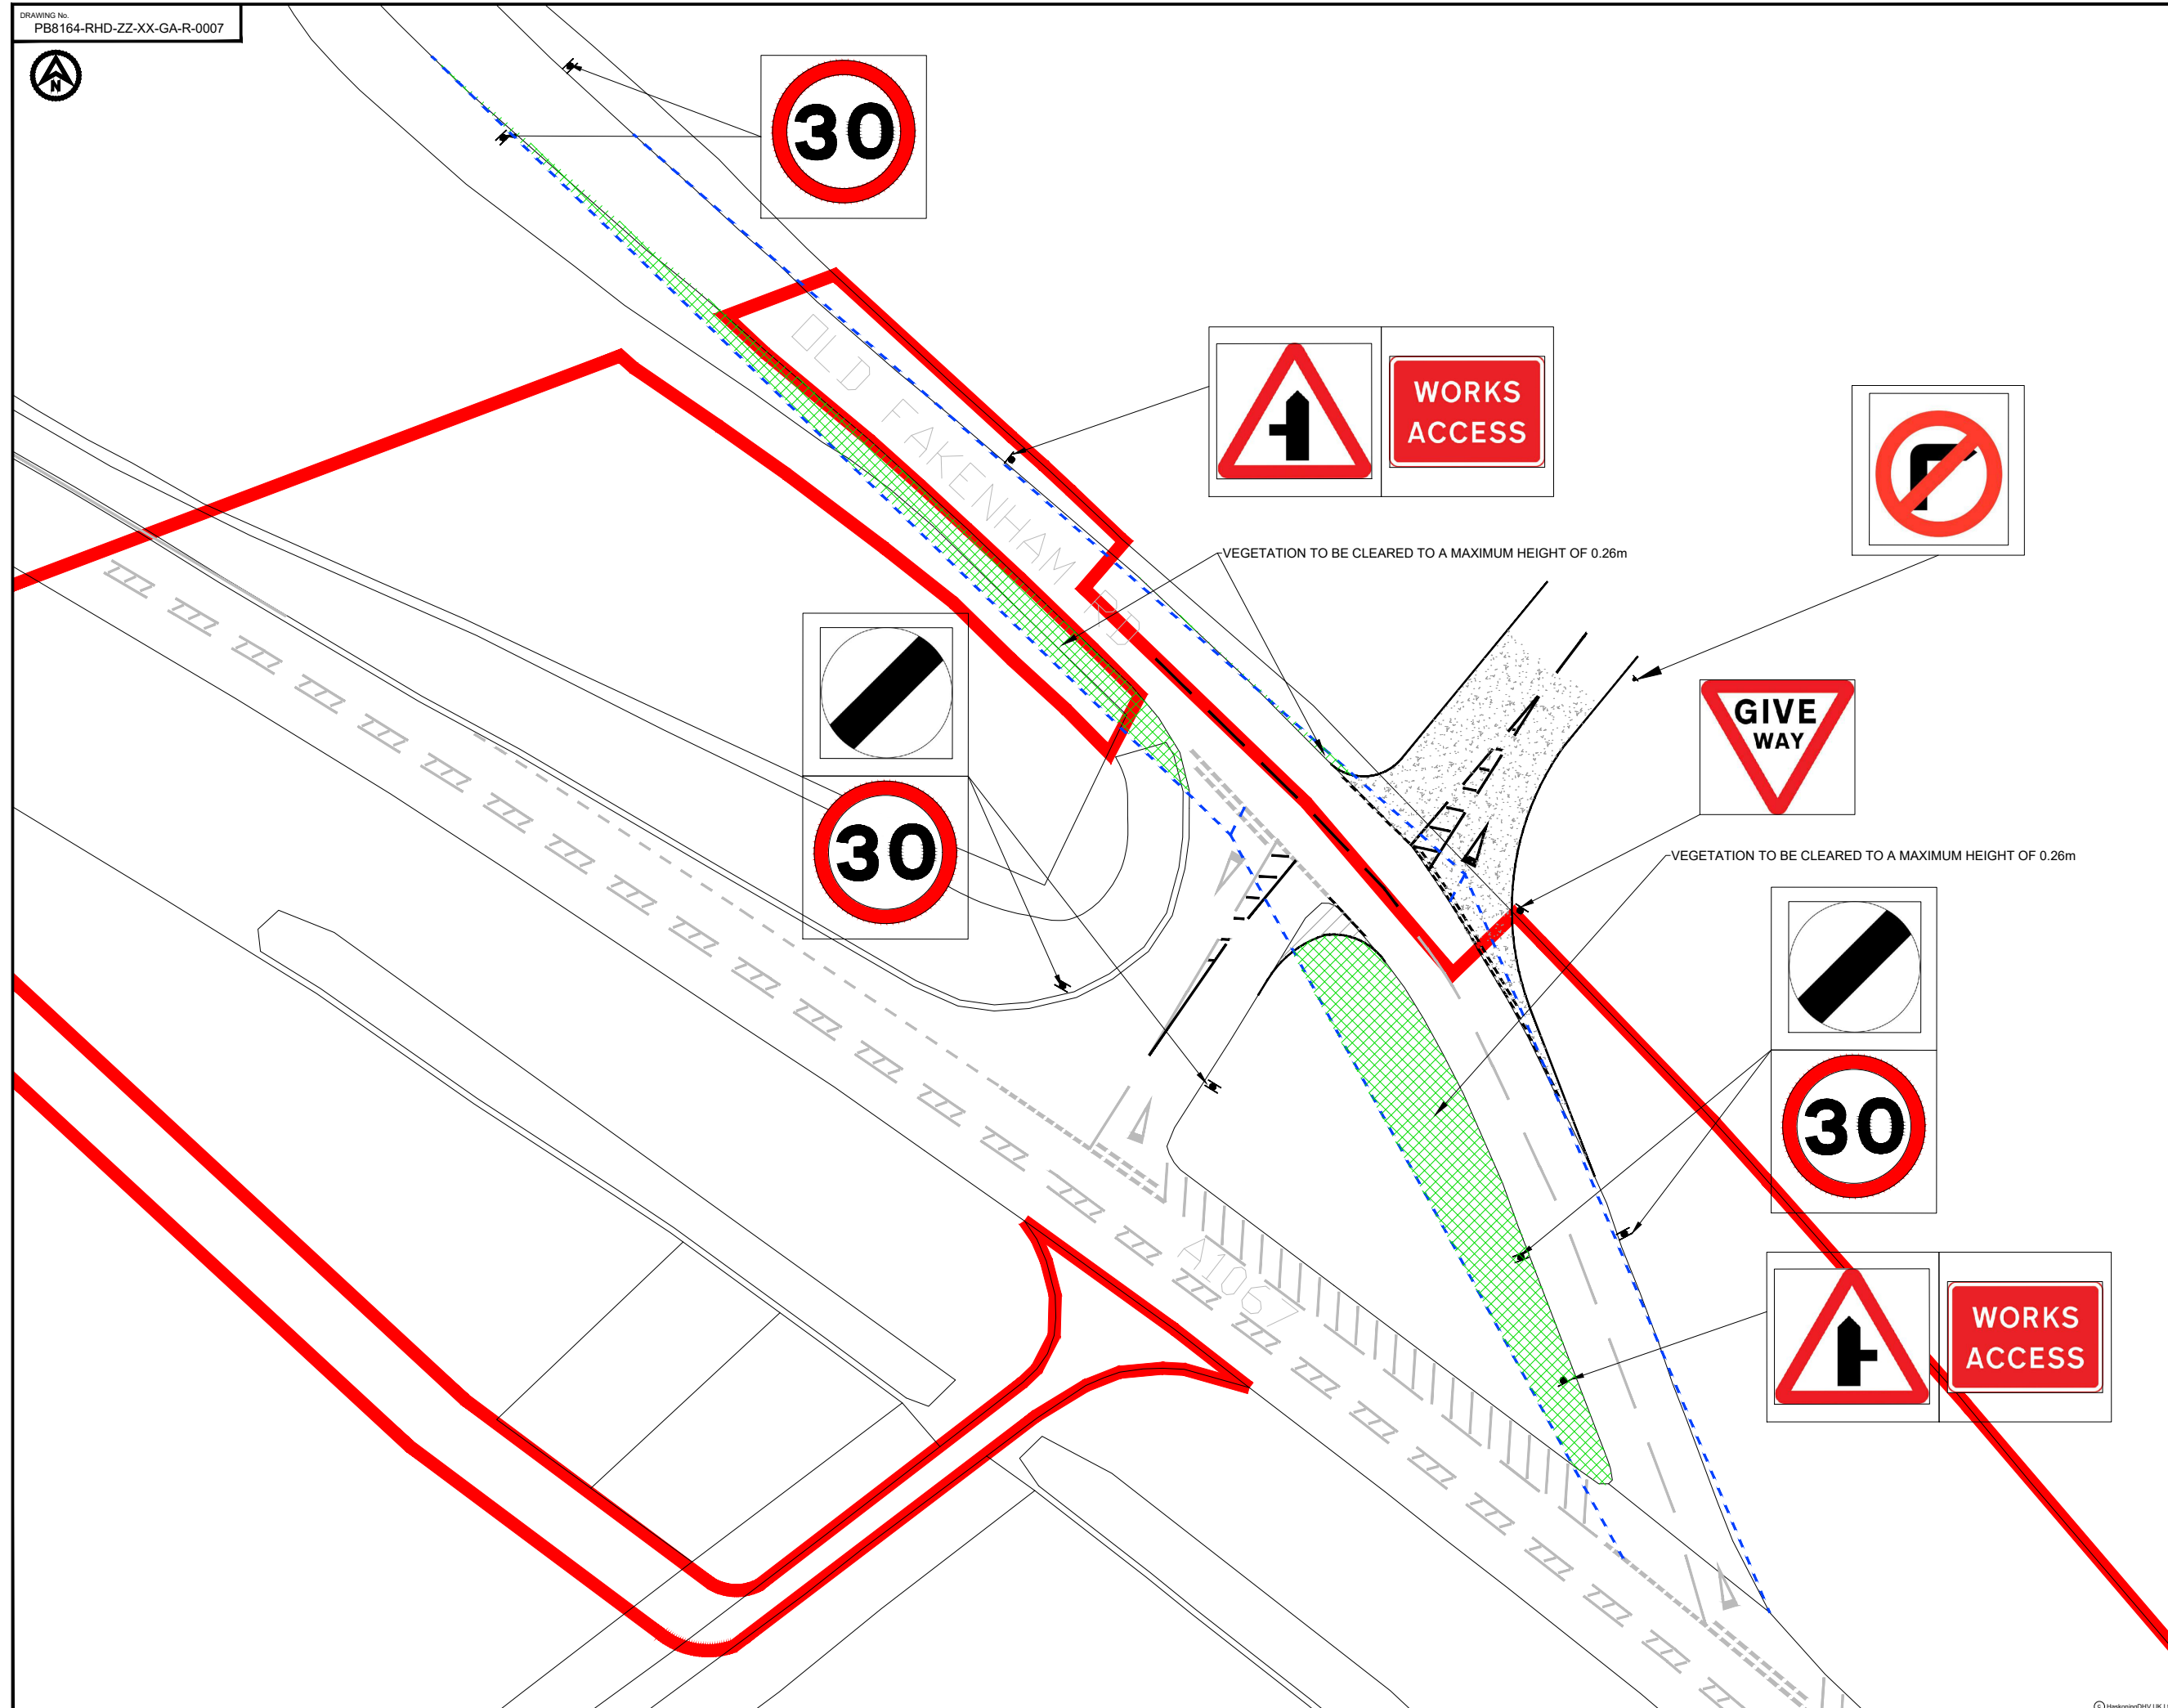 DRAWING No.
PB8164-RHD-ZZ-XX-GA-R-0007
N
30
OLD FAKENHAM RD
WORKS
ACCESS
VEGETATION TO BE CLEARED TO A MAXIMUM HEIGHT OF 0.26m
30
GIVE
WAY
VEGETATION TO BE CLEARED TO A MAXIMUM HEIGHT OF 0.26m
30
A1067
WORKS
ACCESS